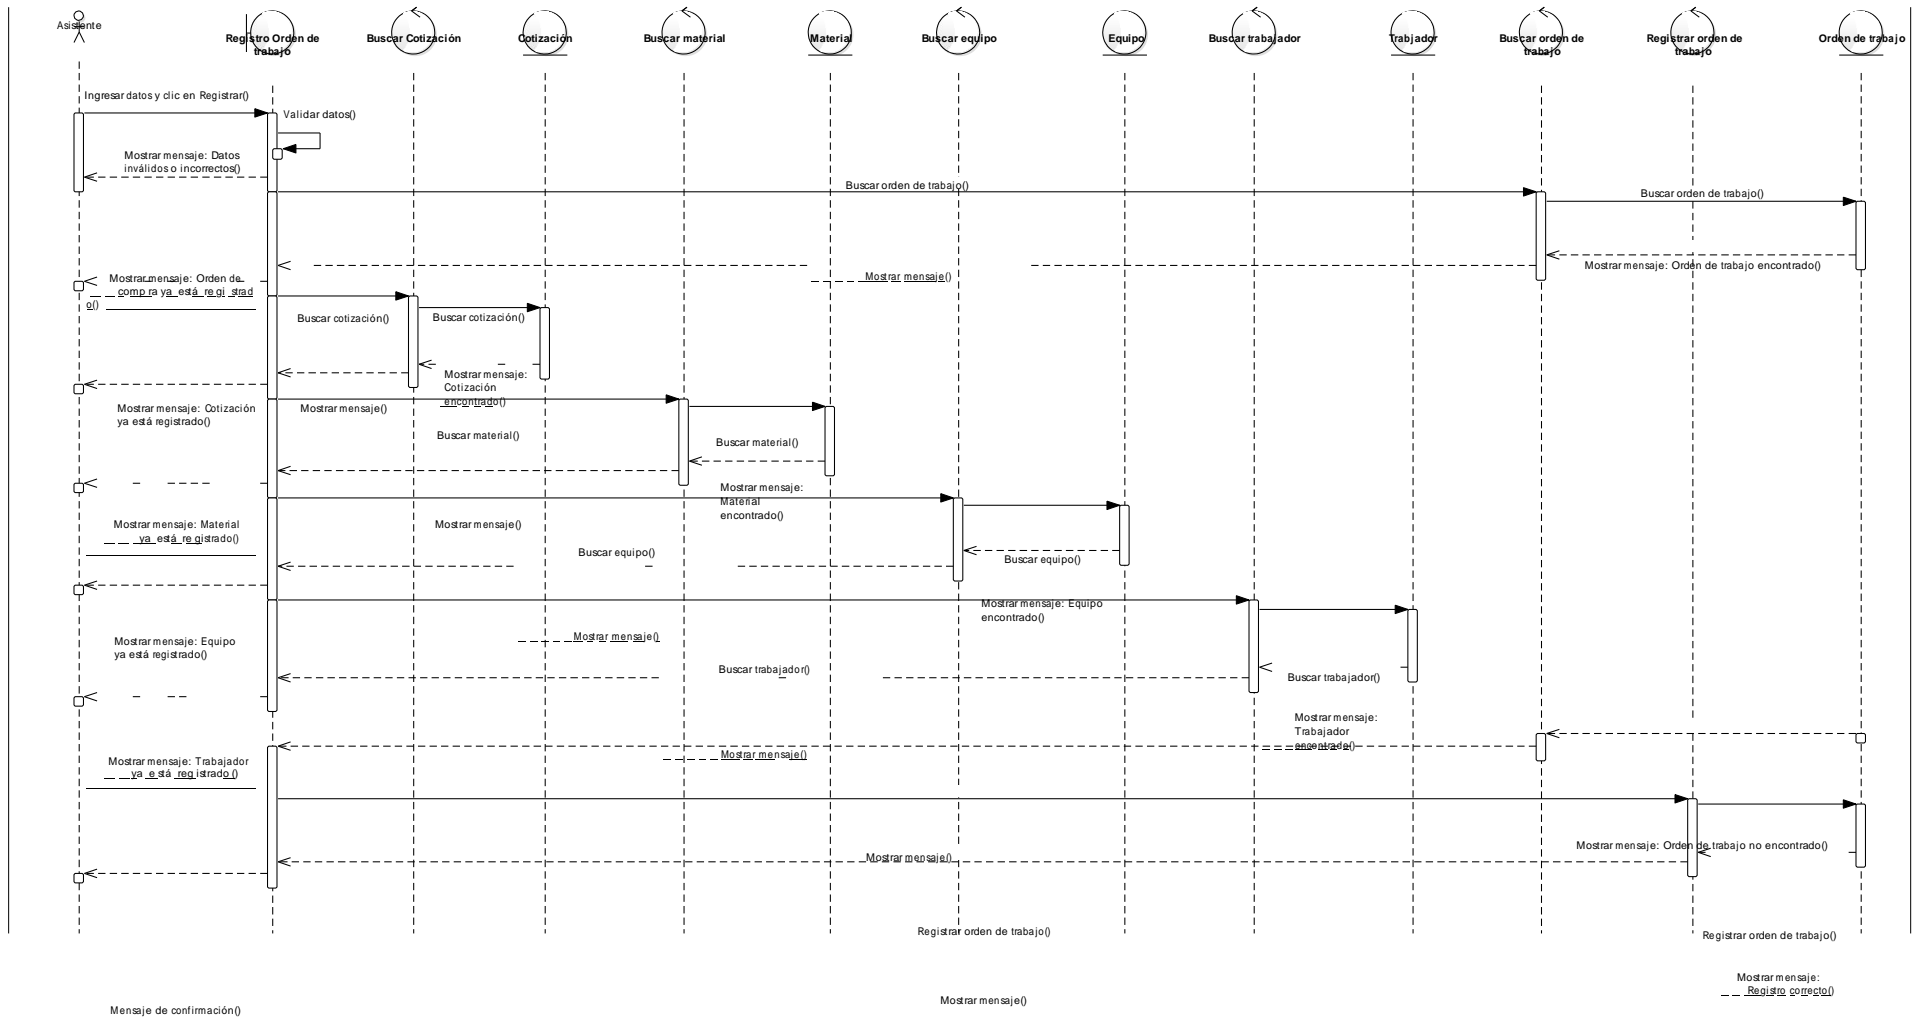 Asistente
Registro Orden de
trabajo
Buscar Cotización
Cotización
Buscar material
Material
Buscar equipo
Equipo
Buscar trabajador
Trabjador
Buscar orden de
trabajo
Registrar orden de
trabajo
Orden de trabajo
Ingresar datos y clic en Registrar()
Validar datos()
Mostrar mensaje: Datos
inválidos o incorrectos()
Buscar orden de trabajo()
Buscar orden de trabajo()
Mostrar mensaje: Orden de trabajo encontrado()
Mostrar mensaje()
Mostrar mensaje: Orden de
compra ya está registrad
o()
Buscar cotización()
Buscar cotización()
Mostrar mensaje:
Cotización
encontrado()
Mostrar mensaje: Cotización
ya está registrado()
Mostrar mensaje()
Buscar material()
Buscar material()
Mostrar mensaje:
Material
encontrado()
Mostrar mensaje: Material
ya está registrado()
Mostrar mensaje()
Buscar equipo()
Buscar equipo()
Mostrar mensaje: Equipo
encontrado()
Mostrar mensaje: Equipo
ya está registrado()
Mostrar mensaje()
Buscar trabajador()
Buscar trabajador()
Mostrar mensaje:
Trabajador
encontrado()
Mostrar mensaje: Trabajador
ya está registrado()
Mostrar mensaje()
Mostrar mensaje: Orden de trabajo no encontrado()
Mostrar mensaje()
Registrar orden de trabajo()
Registrar orden de trabajo()
Mostrar mensaje:
Registro correcto()
Mostrar mensaje()
Mensaje de confirmación()